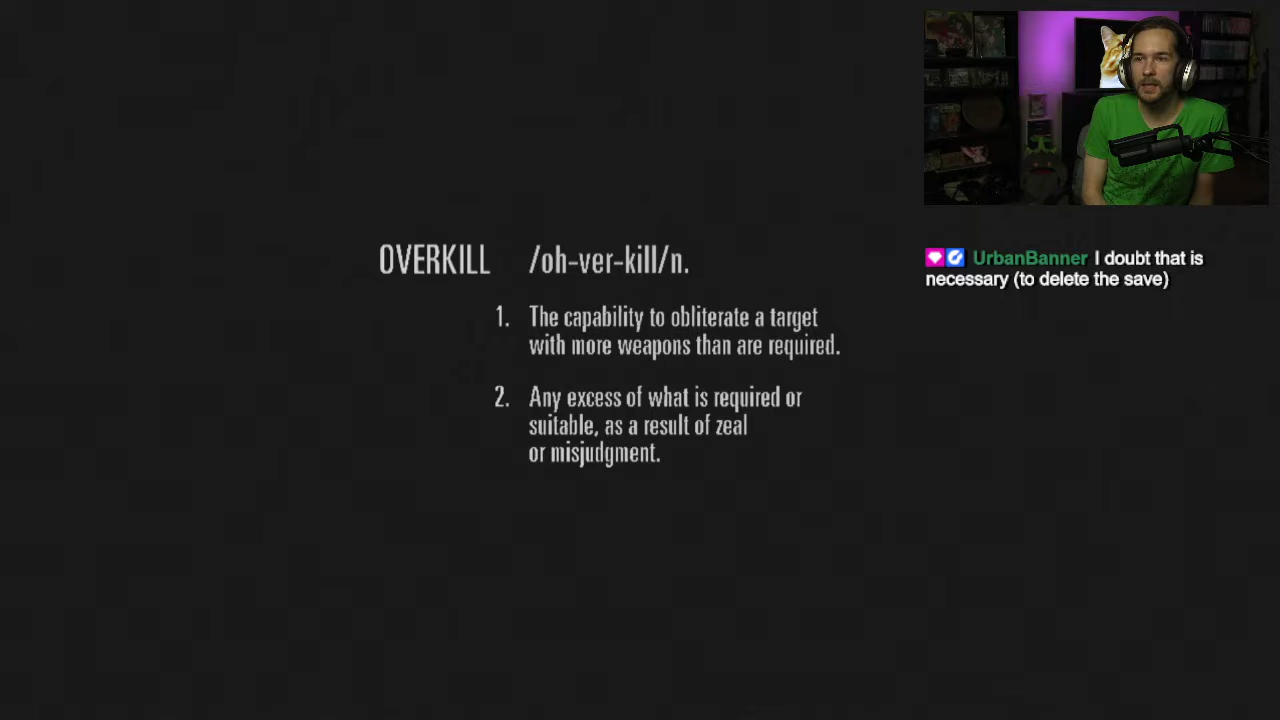 OVERKILL /oh-ver-kill/n.
1. The capability to obliterate a target
with more weapons than are required.
2. Any excess of what is required or
suitable, as a result of zeal
or misjudgment.
UrbanBanner I doubt that is
necessary (to delete the save)